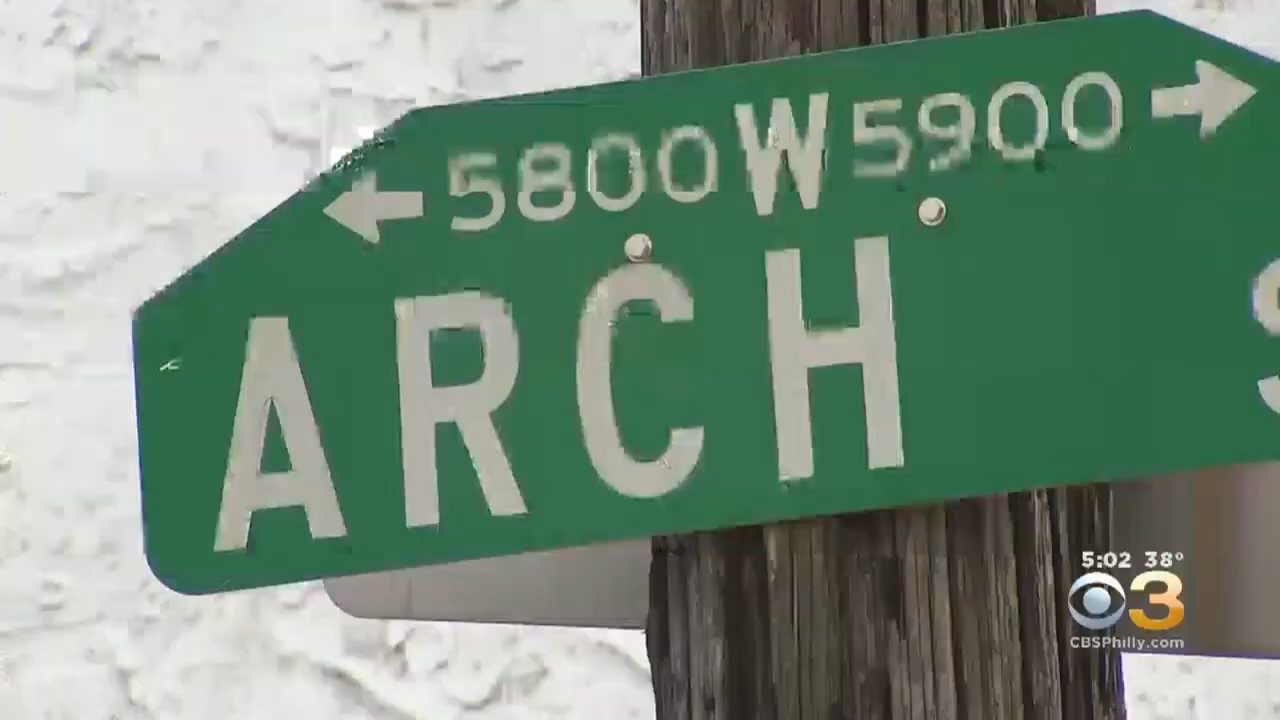 ← 5800 W 5900 →
ARCH S
5:02 38°
3
CBSPhilly.com